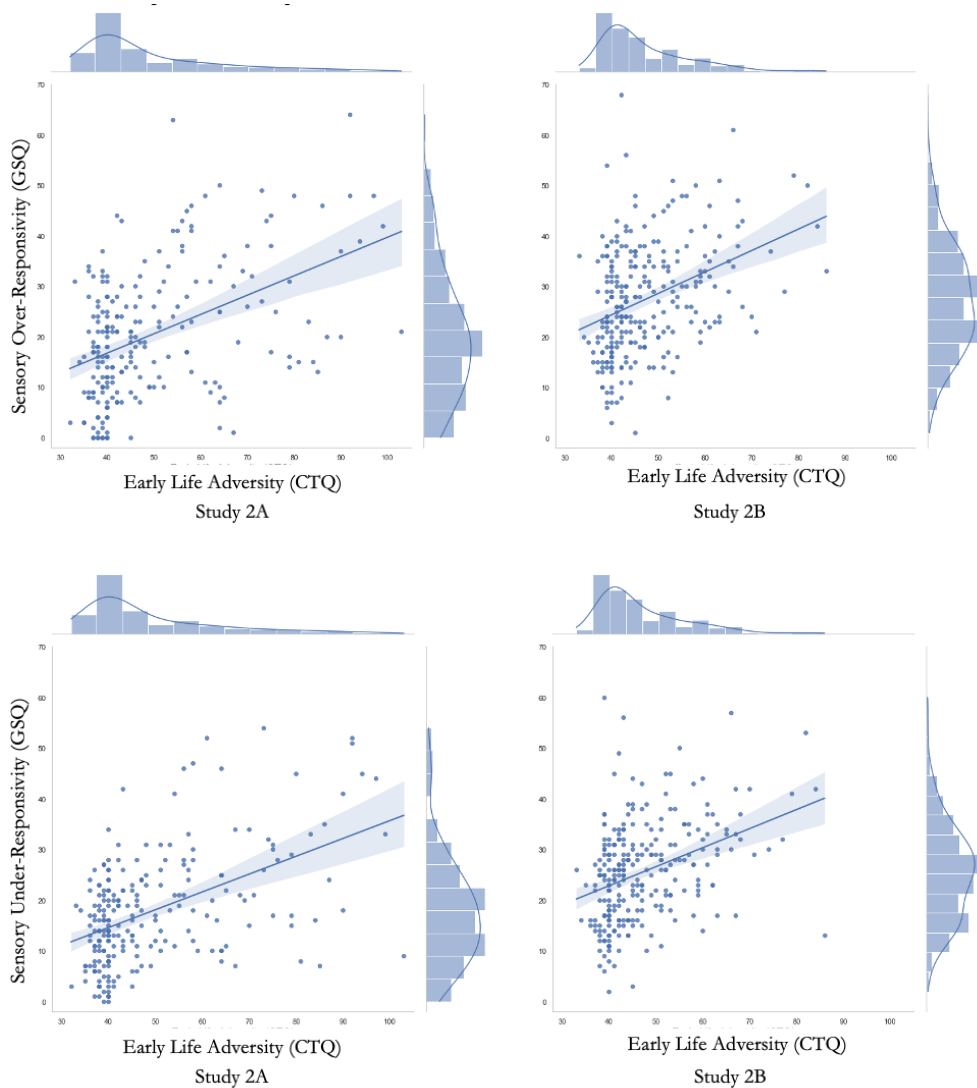 70
60
50
40
30
20
10
0
Sensory Over-Responsivity (GSQ)
30 40 50 60 70 80 90 100
Early Life Adversity (CTQ)
Study 2A
70
60
50
40
30
20
10
0
30 40 50 60 70 80 90 100
Early Life Adversity (CTQ)
Study 2B
70
60
50
40
30
20
10
0
Sensory Under-Responsivity (GSQ)
30 40 50 60 70 80 90 100
Early Life Adversity (CTQ)
Study 2A
70
60
50
40
30
20
10
0
30 40 50 60 70 80 90 100
Early Life Adversity (CTQ)
Study 2B